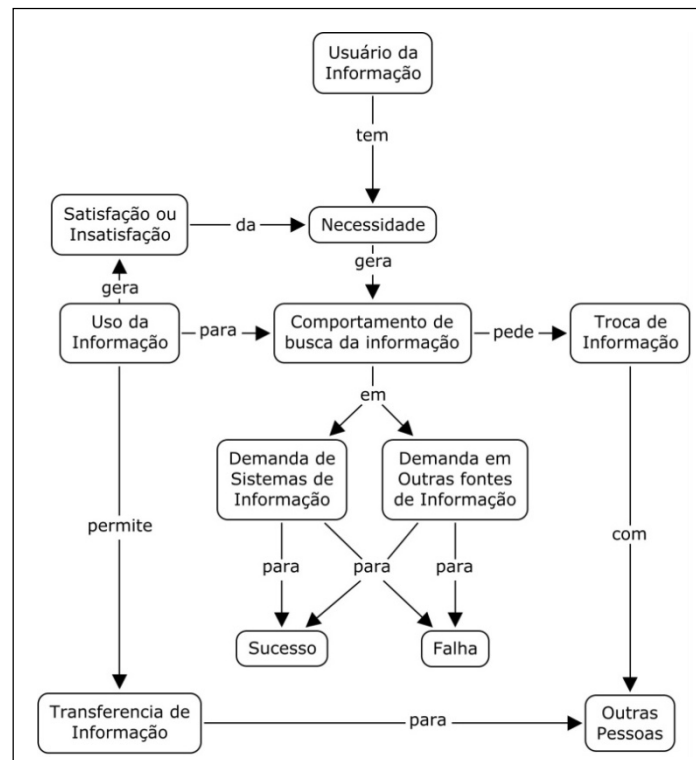 Usuário da
Informação
tem
Satisfação ou
Insatisfação
da
Necessidade
gera
gera
Uso da
Informação
para
Comportamento de
busca da informação
pede
Troca de
Informação
em
Demanda de
Sistemas de
Informação
Demanda em
Outras fontes
de Informação
permite
com
para
para
para
Sucesso
Falha
Transferencia de
Informação
para
Outras
Pessoas